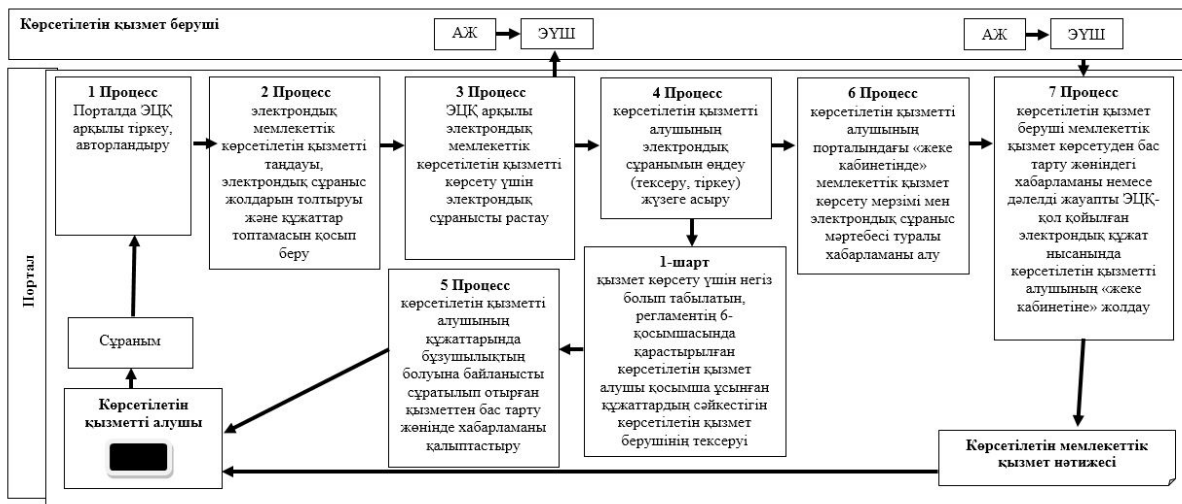 Көрсетілетін қызмет беруші
АЖ
ЭҮШ
АЖ
ЭҮШ
Портал
1 Процесс
Порталда ЭЦҚ
арқылы тіркеу,
авторландыру
2 Процесс
электрондық
мемлекеттік
көрсетілетін қызметті
таңдауы,
электрондық сұраныс
жолдарын толтыруы
және құжаттар
топтамасын қосып
беру
3 Процесс
ЭЦҚ арқылы
электрондық
мемлекеттік
көрсетілетін қызметті
көрсету үшін
электрондық
сұранысты растау
4 Процесс
көрсетілетін қызметті
алушының
электрондық
сұранымын өңдеу
(тексеру, тіркеу)
жүзеге асыру
6 Процесс
көрсетілетін қызметті
алушының
порталындағы «жеке
кабинетінде»
мемлекеттік қызмет
көрсету мерзімі мен
электрондық сұраныс
мәртебесі туралы
хабарламаны алу
7 Процесс
көрсетілетін қызмет
беруші мемлекеттік
қызмет көрсетуден бас
тарту жөніндегі
хабарламаны немесе
дәлелді жауапты ЭЦҚ-
қол қойылған
электрондық құжат
нысанында
көрсетілетін қызметті
алушының «жеке
кабинетіне» жолдау
1-шарт
қызмет көрсету үшін негіз
болып табылатын,
регламентің 6-
қосымшасында
қарастырылған
көрсетілетін қызмет
алушы қосымша ұсынған
құжаттардың сәйкестігін
көрсетілетін қызмет
берушінің тексеруі
5 Процесс
көрсетілетін қызметті
алушының
құжаттарында
бұзушылықтың
болуына байланысты
сұратылып отырған
қызметтен бас тарту
жөнінде хабарламаны
қалыптастыру
Сұраным
Көрсетілетін
қызметті алушы
Көрсетілетін мемлекеттік
қызмет нәтижесі